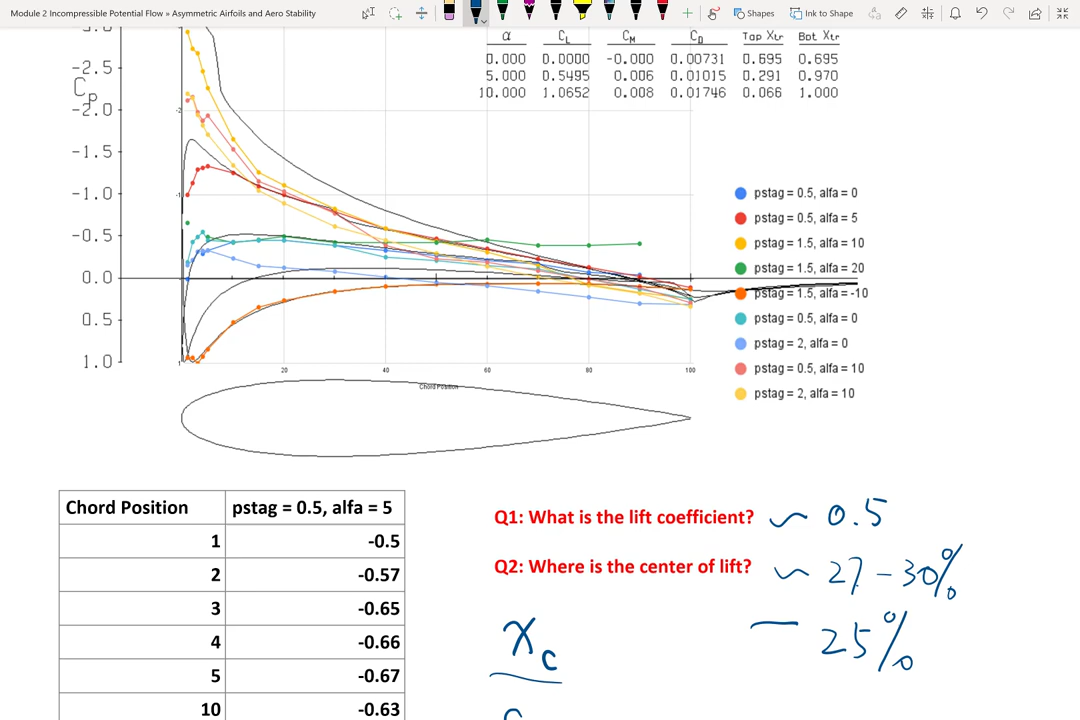 Module 2 Incompressible Potential Flow » Asymmetric Airfoils and Aero Stability
Shapes
Ink to Shape
α CL CM CD Top Xtr Bot Xtr
0.000 0.0000 -0.000 0.00731 0.695 0.695
5.000 0.5495 0.006 0.01015 0.291 0.970
10.000 1.0652 0.008 0.01746 0.066 1.000
-2.5
Cp
-2.0
-2
-1.5
-1.0
-1
-0.5
0.0
0.5
1.0
1
20 40 60 80 100
Chord Position
pstag = 0.5, alfa = 0
pstag = 0.5, alfa = 5
pstag = 1.5, alfa = 10
pstag = 1.5, alfa = 20
pstag = 1.5, alfa = -10
pstag = 0.5, alfa = 0
pstag = 2, alfa = 0
pstag = 0.5, alfa = 10
pstag = 2, alfa = 10
Chord Position pstag = 0.5, alfa = 5
1 -0.5
2 -0.57
3 -0.65
4 -0.66
5 -0.67
10 -0.63
Q1: What is the lift coefficient? ~ 0.5
Q2: Where is the center of lift? ~ 27-30%
— 25%
xc